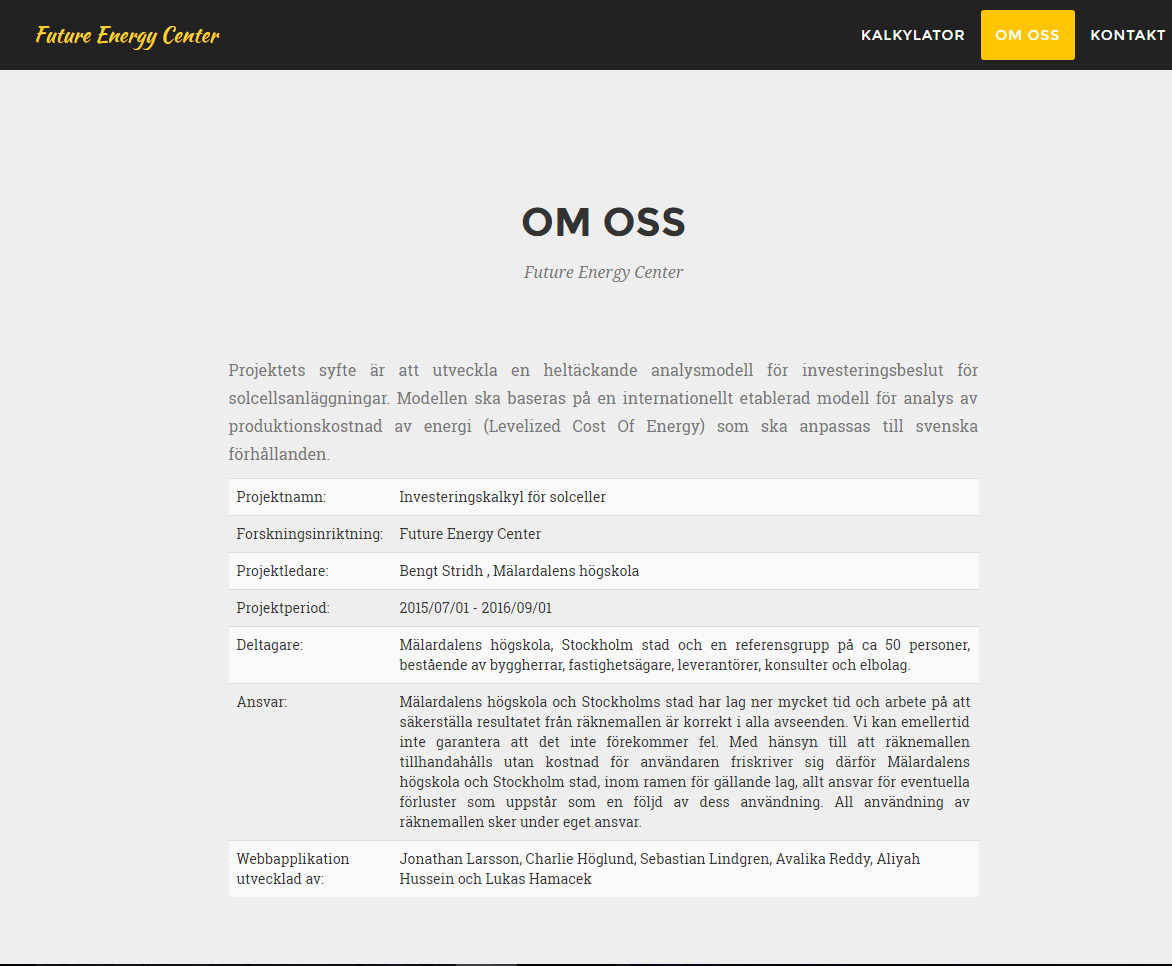 Future Energy Center
KALKYLATOR
OM OSS
KONTAKT
OM OSS
Future Energy Center
Projektets syfte är att utveckla en heltäckande analysmodell för investeringsbeslut för
solcellsanläggningar. Modellen ska baseras på en internationellt etablerad modell för analys av
produktionskostnad av energi (Levelized Cost Of Energy) som ska anpassas till svenska
förhållanden.
Projektnamn: Investeringskalkyl för solceller
Forskningsinriktning: Future Energy Center
Projektledare: Bengt Stridh , Mälardalens högskola
Projektperiod: 2015/07/01 - 2016/09/01
Deltagare: Mälardalens högskola, Stockholm stad och en referensgrupp på ca 50 personer,
bestående av byggherrar, fastighetsägare, leverantörer, konsulter och elbolag.
Ansvar: Mälardalens högskola och Stockholms stad har lag ner mycket tid och arbete på att
säkerställa resultatet från räknemallen är korrekt i alla avseenden. Vi kan emellertid
inte garantera att det inte förekommer fel. Med hänsyn till att räknemallen
tillhandahålls utan kostnad för användaren friskriver sig därför Mälardalens
högskola och Stockholm stad, inom ramen för gällande lag, allt ansvar för eventuella
förluster som uppstår som en följd av dess användning. All användning av
räknemallen sker under eget ansvar.
Webbapplikation Jonathan Larsson, Charlie Höglund, Sebastian Lindgren, Avalika Reddy, Aliyah
utvecklad av: Hussein och Lukas Hamacek